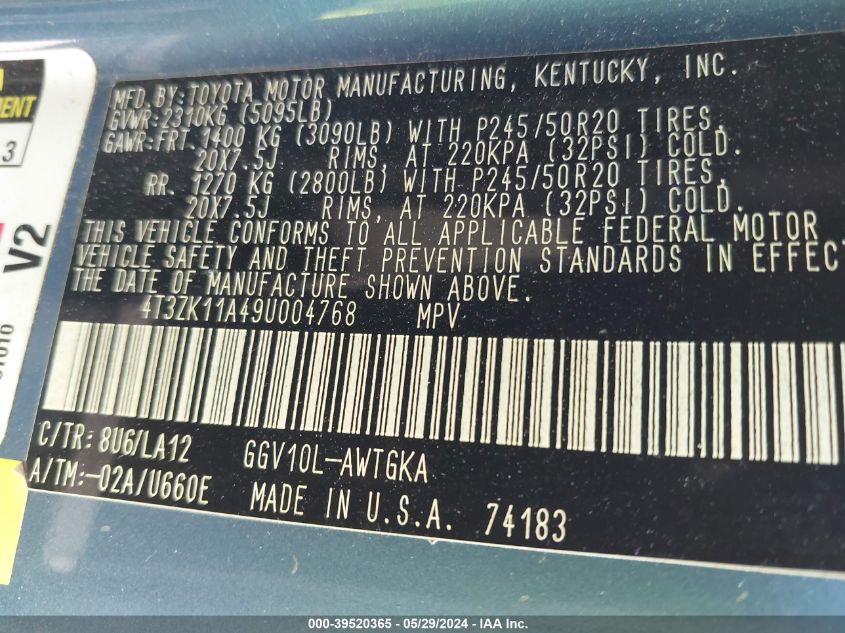 MFD.BY:TOYOTA MOTOR MANUFACTURING, KENTUCKY, INC.
GVWR:2310KG (5095LB)
GAWR:FRT. 1400 KG (3090LB) WITH P245/50R20 TIRES,
20X7.5J RIMS, AT 220KPA (32PSI) COLD.
RR. 1270 KG (2800LB) WITH P245/50R20 TIRES,
20X7.5J RIMS, AT 220KPA (32PSI) COLD.
THIS VEHICLE CONFORMS TO ALL APPLICABLE FEDERAL MOTOR
VEHICLE SAFETY AND THEFT PREVENTION STANDARDS IN EFFECT
THE DATE OF MANUFACTURE SHOWN ABOVE.
4T3ZK11A49U004768 MPV
C/TR: 8U6/LA12 GGV10L-AWTGKA
A/TM:-02A/U660E MADE IN U.S.A. 74183
3
V2
000-39520365 - 05/29/2024 - IAA Inc.